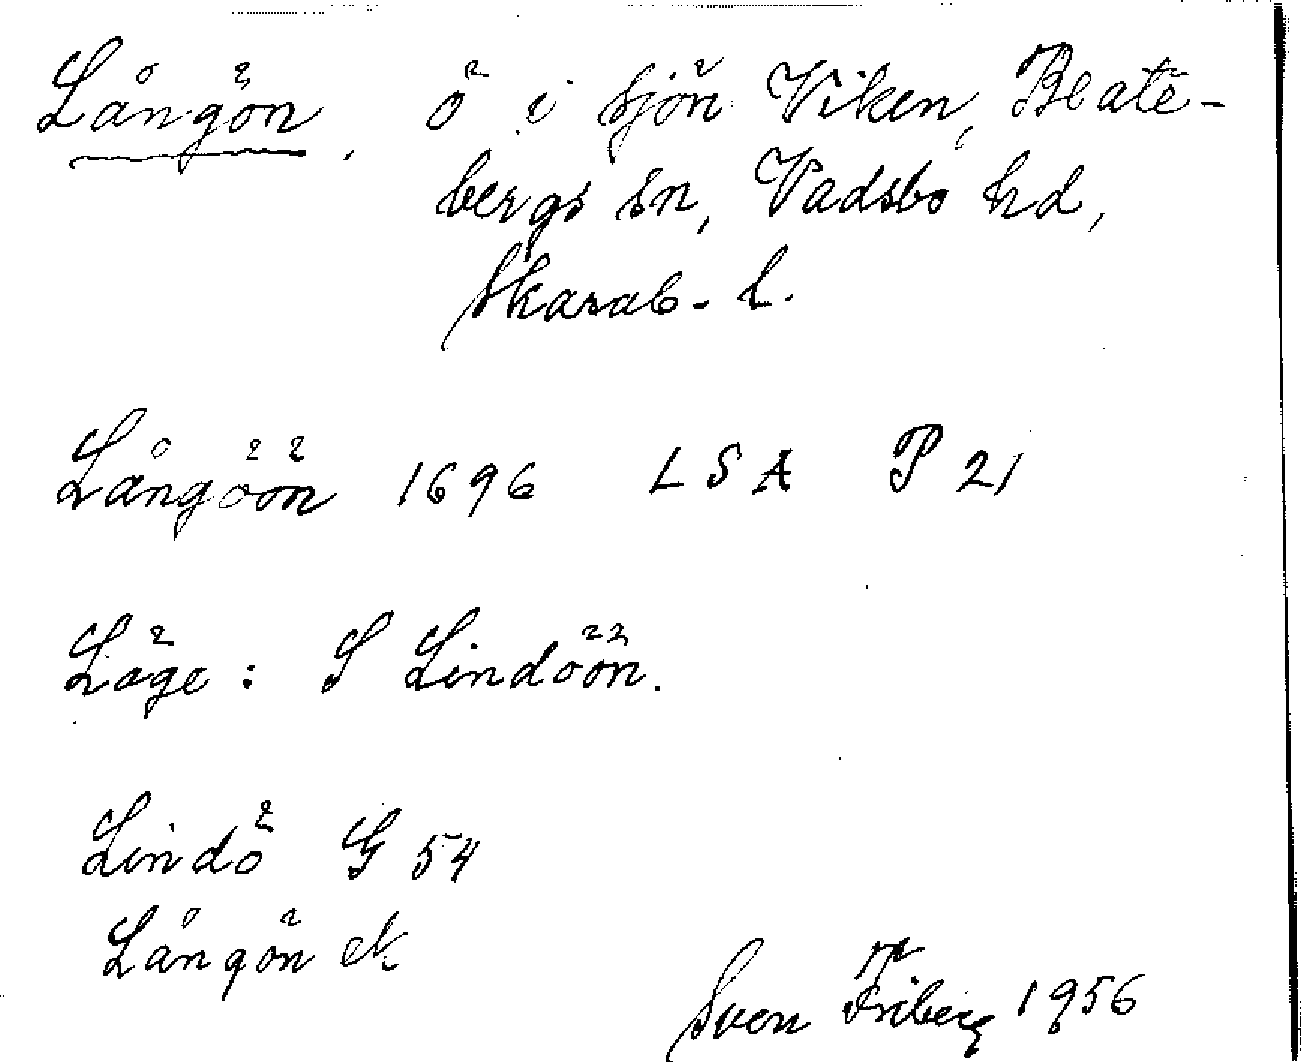 Långön. ö i sjön Viken, Beate-
bergs sn, Vadsbo hd,
Skarab. l.
Långöön 1696 LSA P 21
Läge: S Lindöön.
Lindö G 54
Långön ek
Sven Friberg 1956